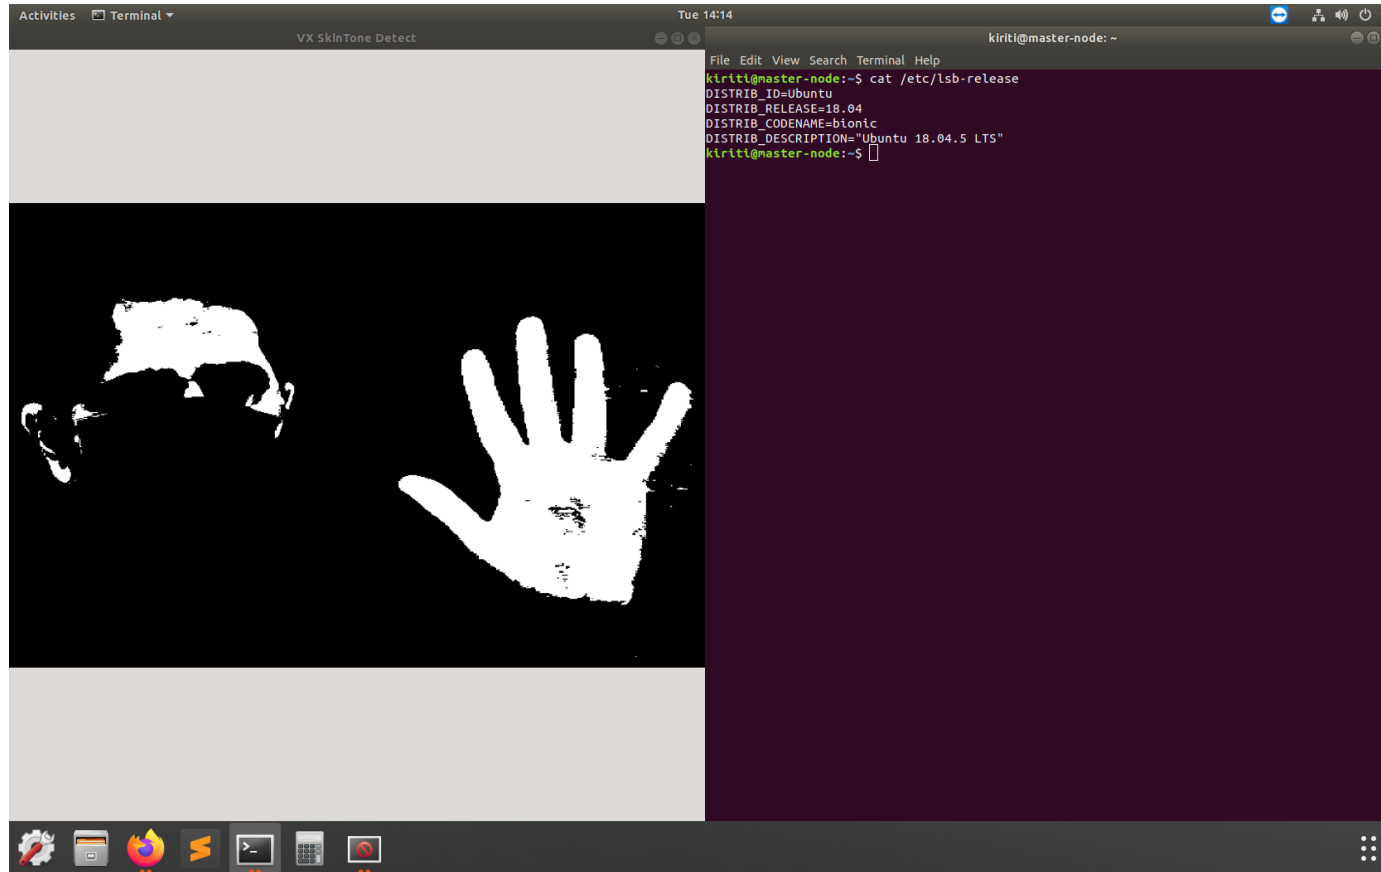 Activities Terminal Tue 14:14
VX SkinTone Detect
kiriti@master-node: ~
File Edit View Search Terminal Help
kiriti@master-node:~$ cat /etc/lsb-release
DISTRIB_ID=Ubuntu
DISTRIB_RELEASE=18.04
DISTRIB_CODENAME=bionic
DISTRIB_DESCRIPTION="Ubuntu 18.04.5 LTS"
kiriti@master-node:~$